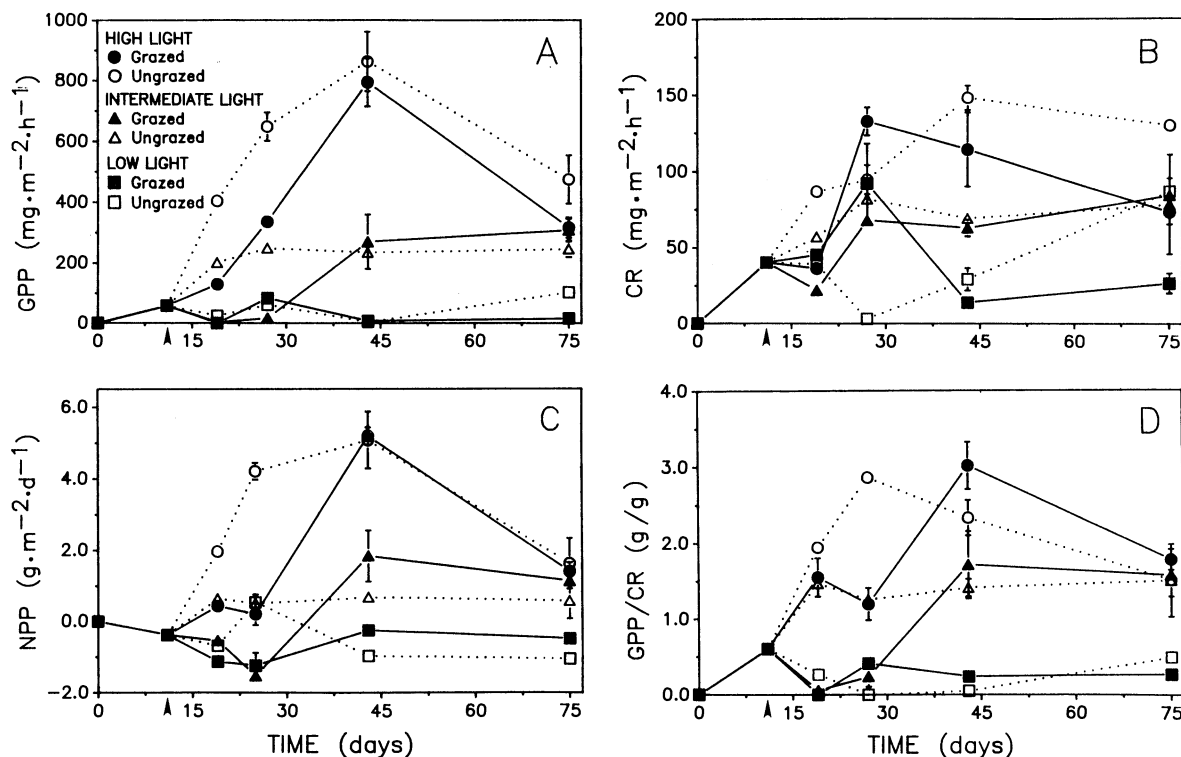 A
GPP (mg·m−2·h−1)
1000
800
600
400
200
0
HIGH LIGHT
Grazed
Ungrazed
INTERMEDIATE LIGHT
Grazed
Ungrazed
LOW LIGHT
Grazed
Ungrazed
0 15 30 45 75
B
CR (mg·m−2·h−1)
200
150
100
50
0
0 15 30 45 75
C
NPP (g·m−2·d−1)
6.0
4.0
2.0
0.0
−2.0
0 15 30 45 75
TIME (days)
D
GPP/CR (g/g)
4.0
3.0
2.0
1.0
0.0
0 15 30 45 75
TIME (days)